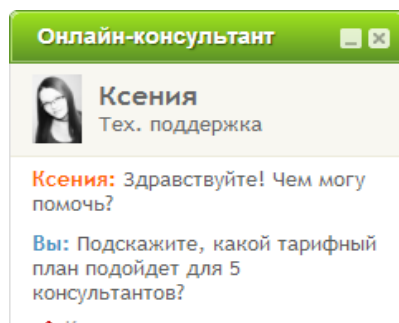 Онлайн-консультант
Ксения
Тех. поддержка
Ксения: Здравствуйте! Чем могу
помочь?
Вы: Подскажите, какой тарифный
план подойдет для 5
консультантов?